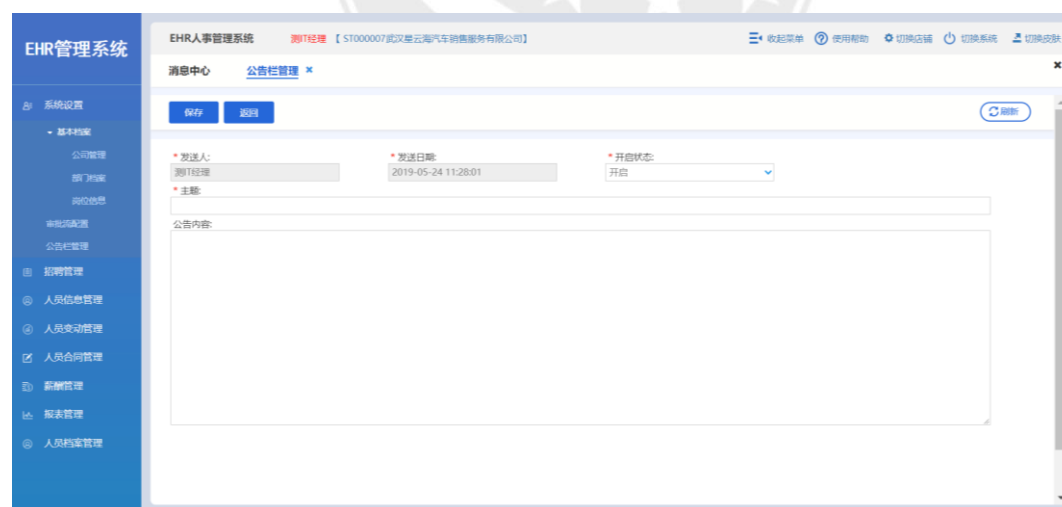 EHR管理系统
EHR人事管理系统 测IT经理 【 ST000007武汉星云海汽车销售服务有限公司】 收起菜单 使用帮助 切换店铺 切换系统 切换皮肤
消息中心 公告栏管理 ×
保存 返回 刷新
系统设置
基本档案
公司管理
部门档案
岗位信息
审批流配置
公告栏管理
招聘管理
人员信息管理
人员变动管理
人员合同管理
薪酬管理
报表管理
人员档案管理
* 发送人: * 发送日期: * 开启状态:
测IT经理 2019-05-24 11:28:01 开启
* 主题:
公告内容: